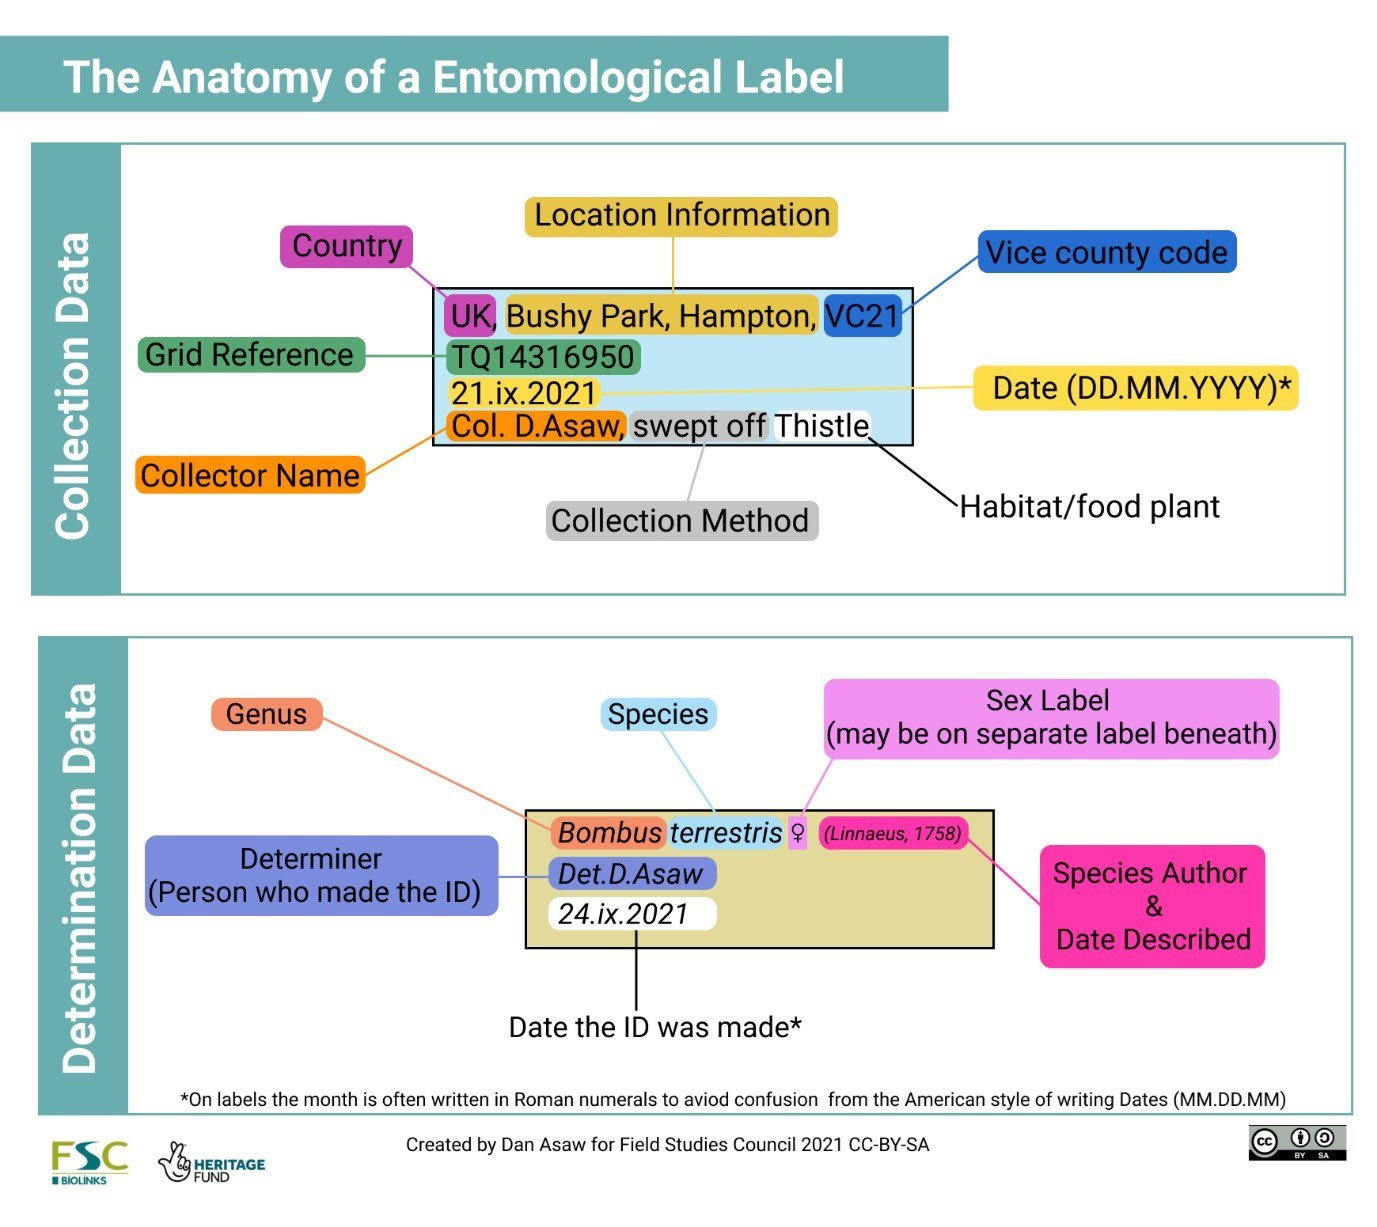 The Anatomy of a Entomological Label
Collection Data
Location Information
Country
Vice county code
UK, Bushy Park, Hampton, VC21
Grid Reference
TQ14316950
21.ix.2021
Date (DD.MM.YYYY)*
Col. D.Asaw, swept off Thistle
Collector Name
Collection Method
Habitat/food plant
Determination Data
Genus
Species
Sex Label
(may be on separate label beneath)
Bombus terrestris ♀ (Linnaeus, 1758)
Determiner
(Person who made the ID)
Det.D.Asaw
24.ix.2021
Species Author
&
Date Described
Date the ID was made*
*On labels the month is often written in Roman numerals to aviod confusion from the American style of writing Dates (MM.DD.MM)
Created by Dan Asaw for Field Studies Council 2021 CC-BY-SA
FSC
BIOLINKS
HERITAGE
FUND
cc
BY SA